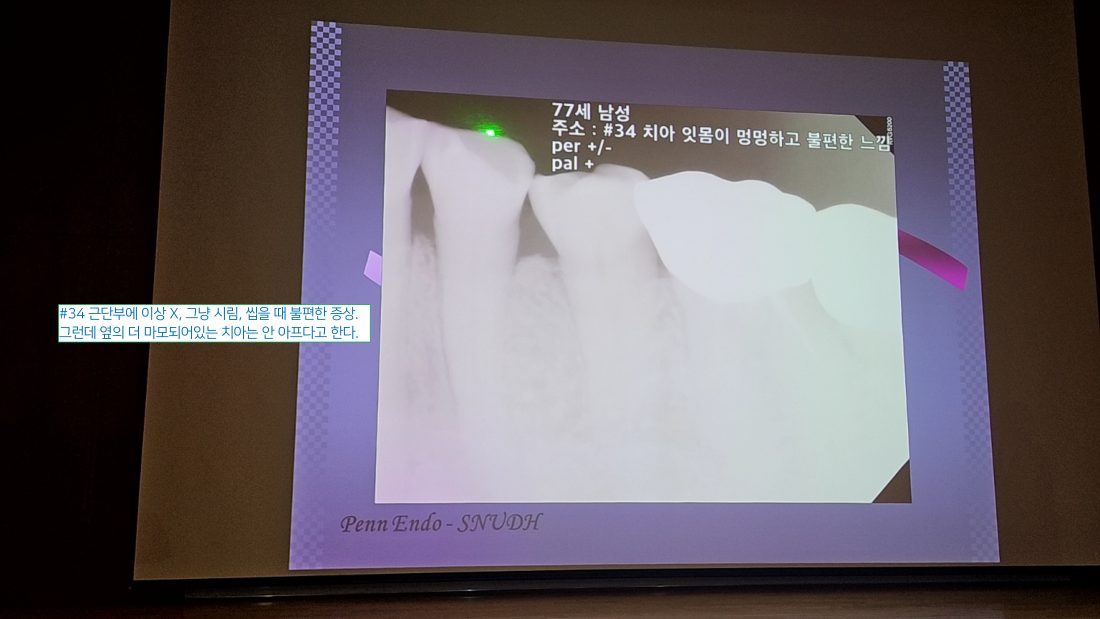 77세 남성
주소 : #34 치아 잇몸이 멍멍하고 불편한 느낌
per +/-
pal +
#34 근단부에 이상 X, 그냥 시림, 씹을 때 불편한 증상.
그런데 옆의 더 마모되어있는 치아는 안 아프다고 한다.
Penn Endo - SNUDH